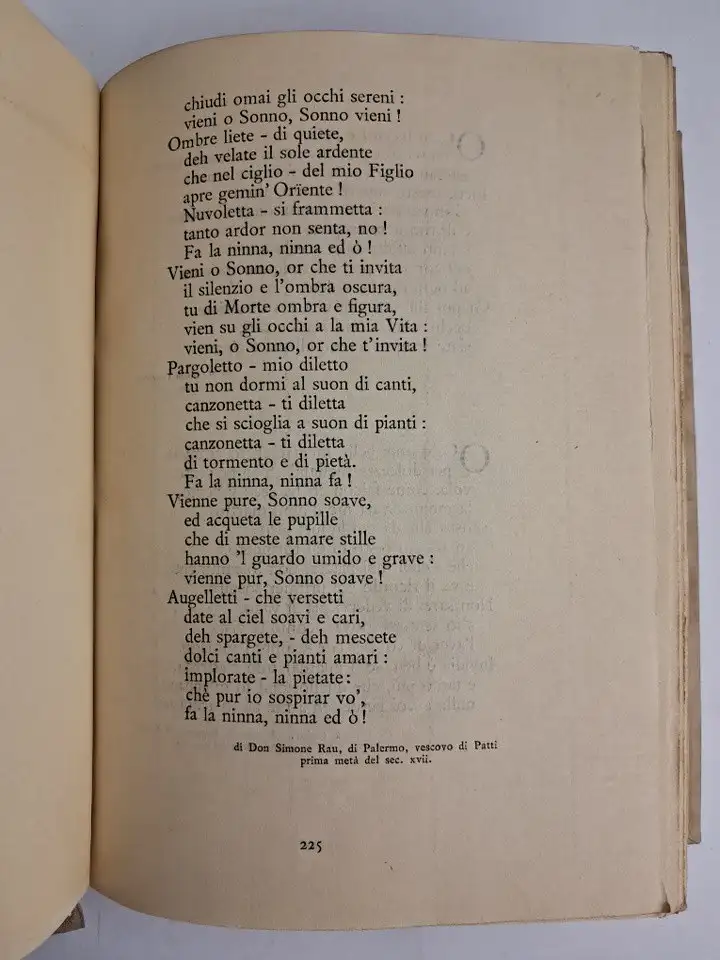 chiudi omai gli occhi sereni :
vieni o Sonno, Sonno vieni !
Ombre liete - di quiete,
deh velate il sole ardente
che nel ciglio - del mio Figlio
apre gemin' Orïente !
Nuvoletta - si frammetta :
tanto ardor non senta, no !
Fa la ninna, ninna ed ò !
Vieni o Sonno, or che ti invita
il silenzio e l'ombra oscura,
tu di Morte ombra e figura,
vien su gli occhi a la mia Vita :
vieni, o Sonno, or che t'invita !
Pargoletto - mio diletto
tu non dormi al suon di canti,
canzonetta - ti diletta
che si scioglia a suon di pianti :
canzonetta - ti diletta
di tormento e di pietà.
Fa la ninna, ninna fa !
Vienne pure, Sonno soave,
ed acqueta le pupille
che di meste amare stille
hanno 'l guardo umido e grave :
vienne pur, Sonno soave !
Augelletti - che versetti
date al ciel soavi e cari,
deh spargete, - deh mescete
dolci canti e pianti amari :
implorate - la pietate :
chè pur io sospirar vo',
fa la ninna, ninna ed ò !
di Don Simone Rau, di Palermo, vescovo di Patti
prima metà del sec. xvii.
225